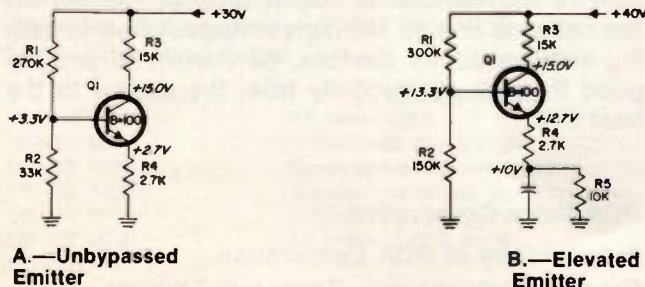 +30V
R1
270K
R3
15K
Q1
+15.0V
+3.3V
B=100
+2.7V
R2
33K
R4
2.7K
A.—Unbypassed
Emitter
+40V
R1
300K
R3
15K
Q1
+15.0V
+13.3V
B=100
+12.7V
R4
2.7K
R2
150K
+10V
R5
10K
B.—Elevated
Emitter